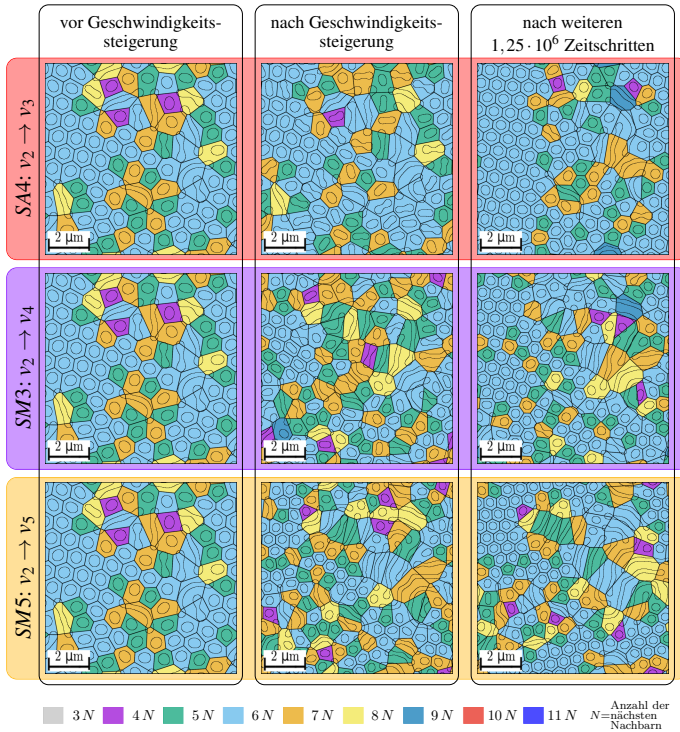 vor Geschwindigkeits-
steigerung
nach Geschwindigkeits-
steigerung
nach weiteren
1,25 · 10⁶ Zeitschritten
SA4: v₂ → v₃
2 µm
2 µm
2 µm
SM3: v₂ → v₄
2 µm
2 µm
2 µm
SM5: v₂ → v₅
2 µm
2 µm
2 µm
3 N 4 N 5 N 6 N 7 N 8 N 9 N 10 N 11 N
N= Anzahl der
nächsten
Nachbarn